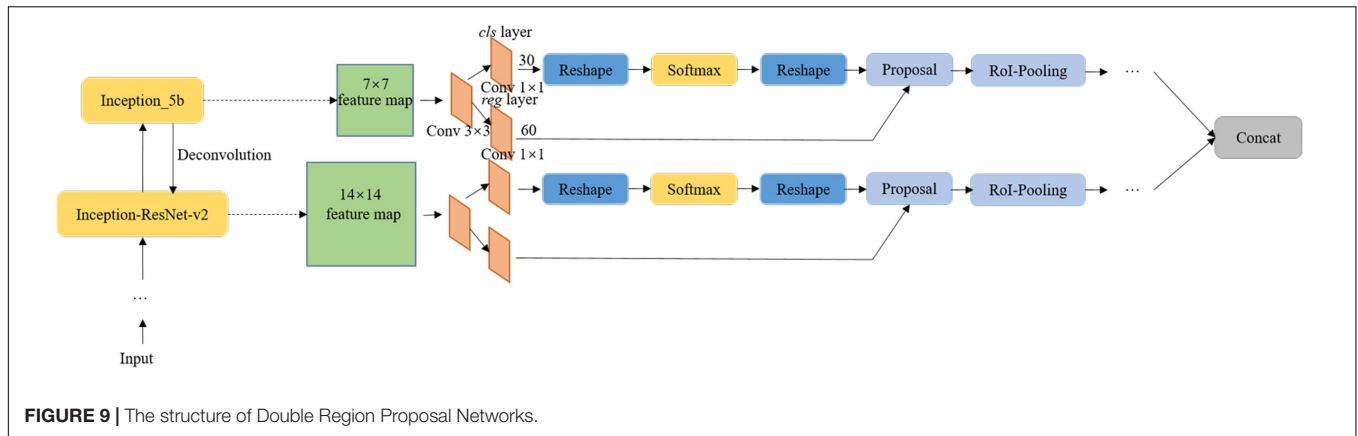 cls layer
30
Reshape
Softmax
Reshape
Proposal
RoI-Pooling
...
Inception_5b
7×7
feature map
Conv 1×1
reg layer
Conv 3×3
60
Deconvolution
Conv 1×1
Concat
Inception-ResNet-v2
14×14
feature map
Reshape
Softmax
Reshape
Proposal
RoI-Pooling
...
...
Input
FIGURE 9 | The structure of Double Region Proposal Networks.